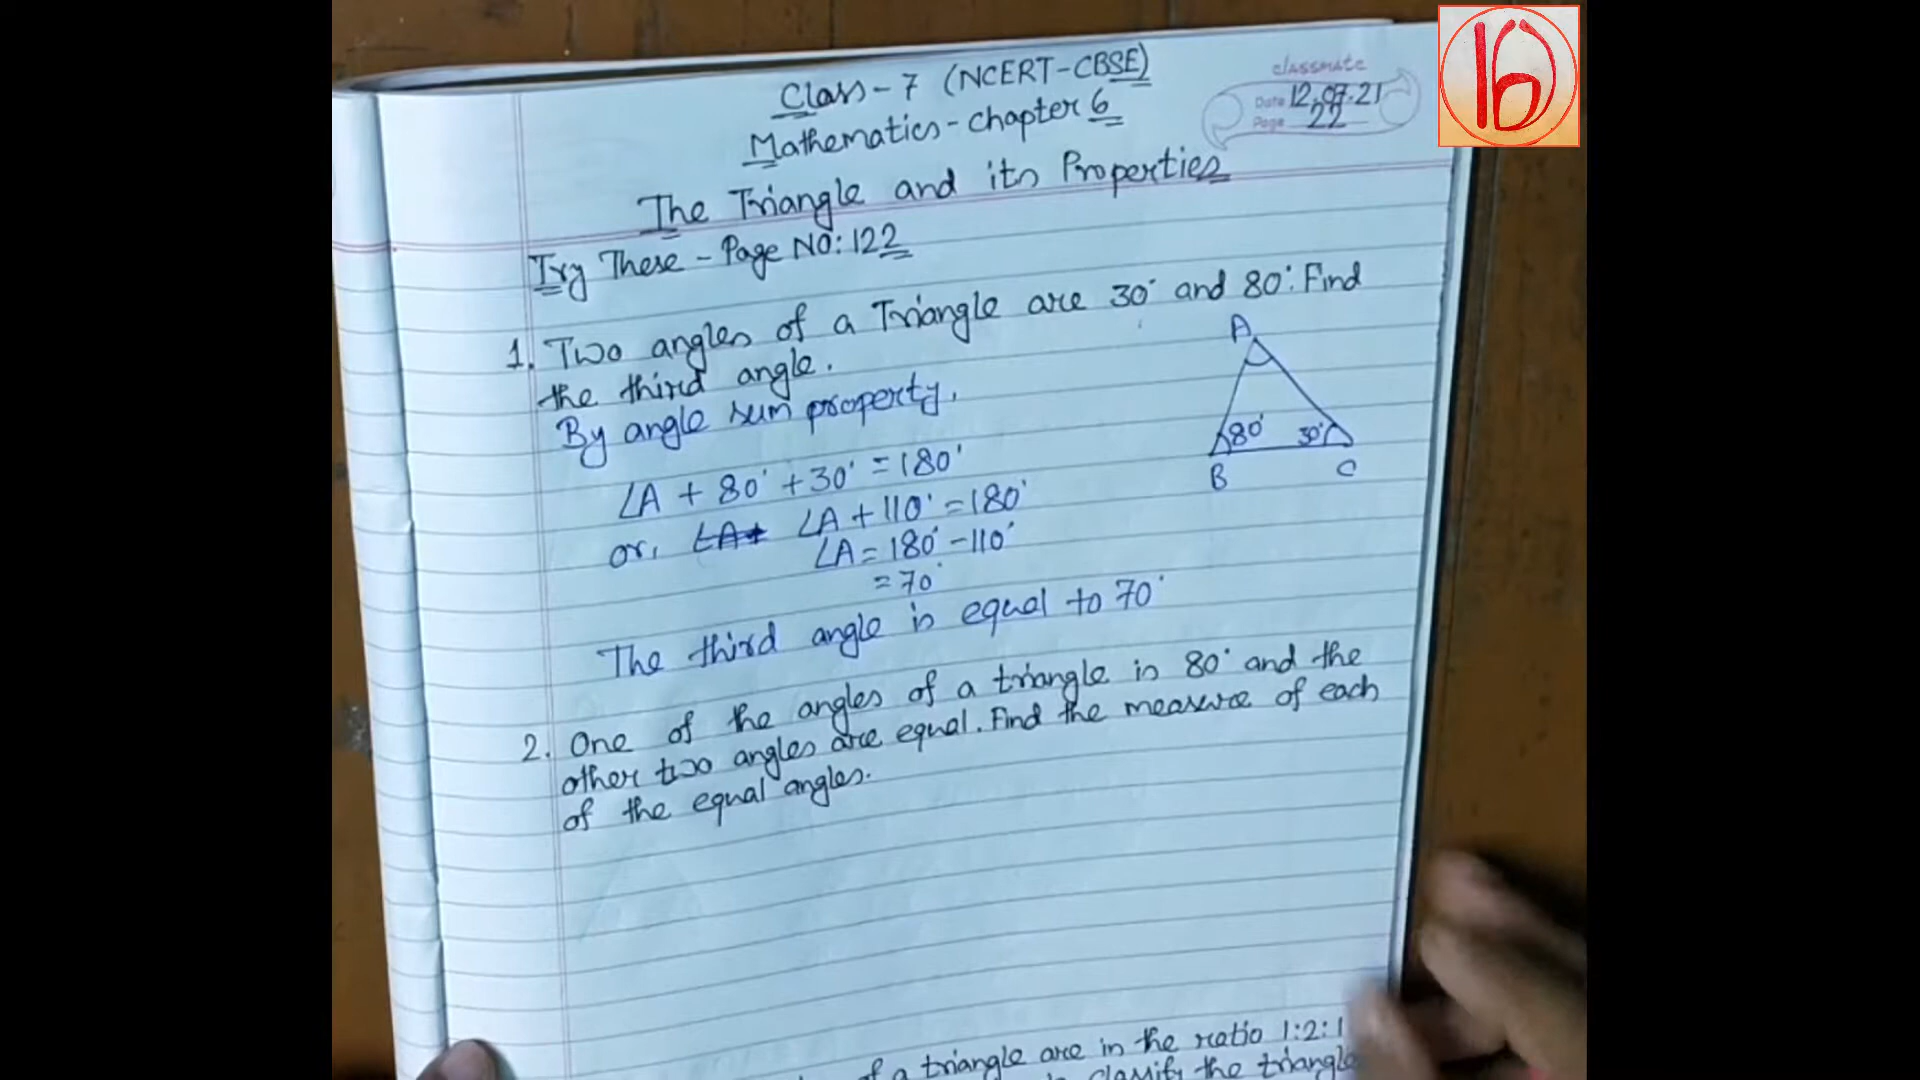 Class-7 (NCERT-CBSE)
Mathematics-Chapter 6
classmate
Date 12.07.21
Page 22
The Triangle and its Properties
Try These - Page NO: 122
1. Two angles of a Triangle are 30° and 80°. Find
the third angle.
By angle sum property,
∠A + 80° + 30° = 180°
or, ∠A + ∠A + 110° = 180°
∠A = 180° - 110°
= 70°
The third angle is equal to 70°
A
80°
30°
B
C
2. One of the angles of a triangle is 80° and the
other two angles are equal. Find the measure of each
of the equal angles.
of a triangle are in the ratio 1:2:1
classify the triangle